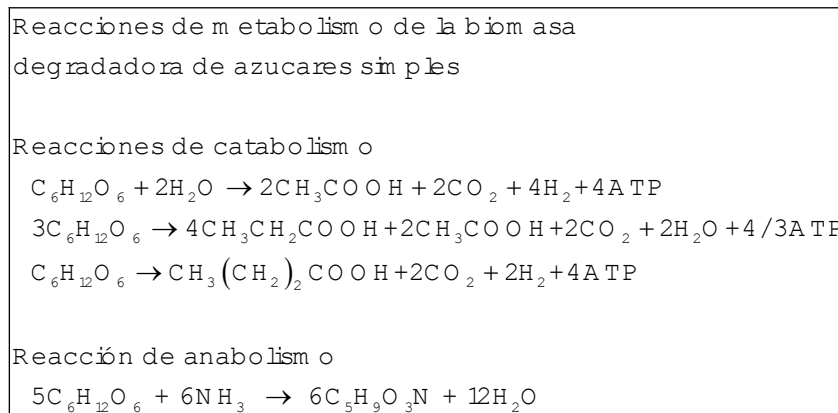 Reacciones de metabolismo de la biomasa
degradadora de azucares simples
Reacciones de catabolismo
C₆H₁₂O₆ + 2H₂O → 2CH₃COOH + 2CO₂ + 4H₂+4ATP
3C₆H₁₂O₆ → 4CH₃CH₂COOH+2CH₃COOH+2CO₂ + 2H₂O +4/3ATP
C₆H₁₂O₆ → CH₃(CH₂)₂COOH+2CO₂ + 2H₂+4ATP
Reacción de anabolismo
5C₆H₁₂O₆ + 6NH₃ → 6C₅H₉O₃N + 12H₂O